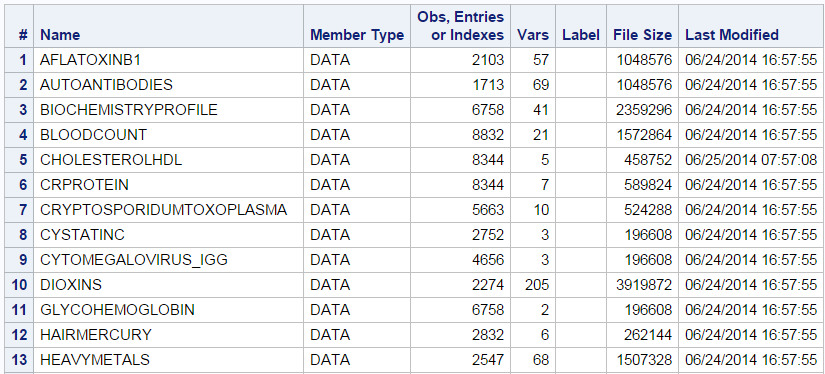 # Name Member Type Obs, Entries or Indexes Vars Label File Size Last Modified
1 AFLATOXINB1 DATA 2103 57 1048576 06/24/2014 16:57:55
2 AUTOANTIBODIES DATA 1713 69 1048576 06/24/2014 16:57:55
3 BIOCHEMISTRYPROFILE DATA 6758 41 2359296 06/24/2014 16:57:55
4 BLOODCOUNT DATA 8832 21 1572864 06/24/2014 16:57:55
5 CHOLESTEROLHDL DATA 8344 5 458752 06/25/2014 07:57:08
6 CRPROTEIN DATA 8344 7 589824 06/24/2014 16:57:55
7 CRYPTOSPORIDUMTOXOPLASMA DATA 5663 10 524288 06/24/2014 16:57:55
8 CYSTATINC DATA 2752 3 196608 06/24/2014 16:57:55
9 CYTOMEGALOVIRUS_IGG DATA 4656 3 196608 06/24/2014 16:57:55
10 DIOXINS DATA 2274 205 3919872 06/24/2014 16:57:55
11 GLYCOHEMOGLOBIN DATA 6758 2 196608 06/24/2014 16:57:55
12 HAIRMERCURY DATA 2832 6 262144 06/24/2014 16:57:55
13 HEAVYMETALS DATA 2547 68 1507328 06/24/2014 16:57:55